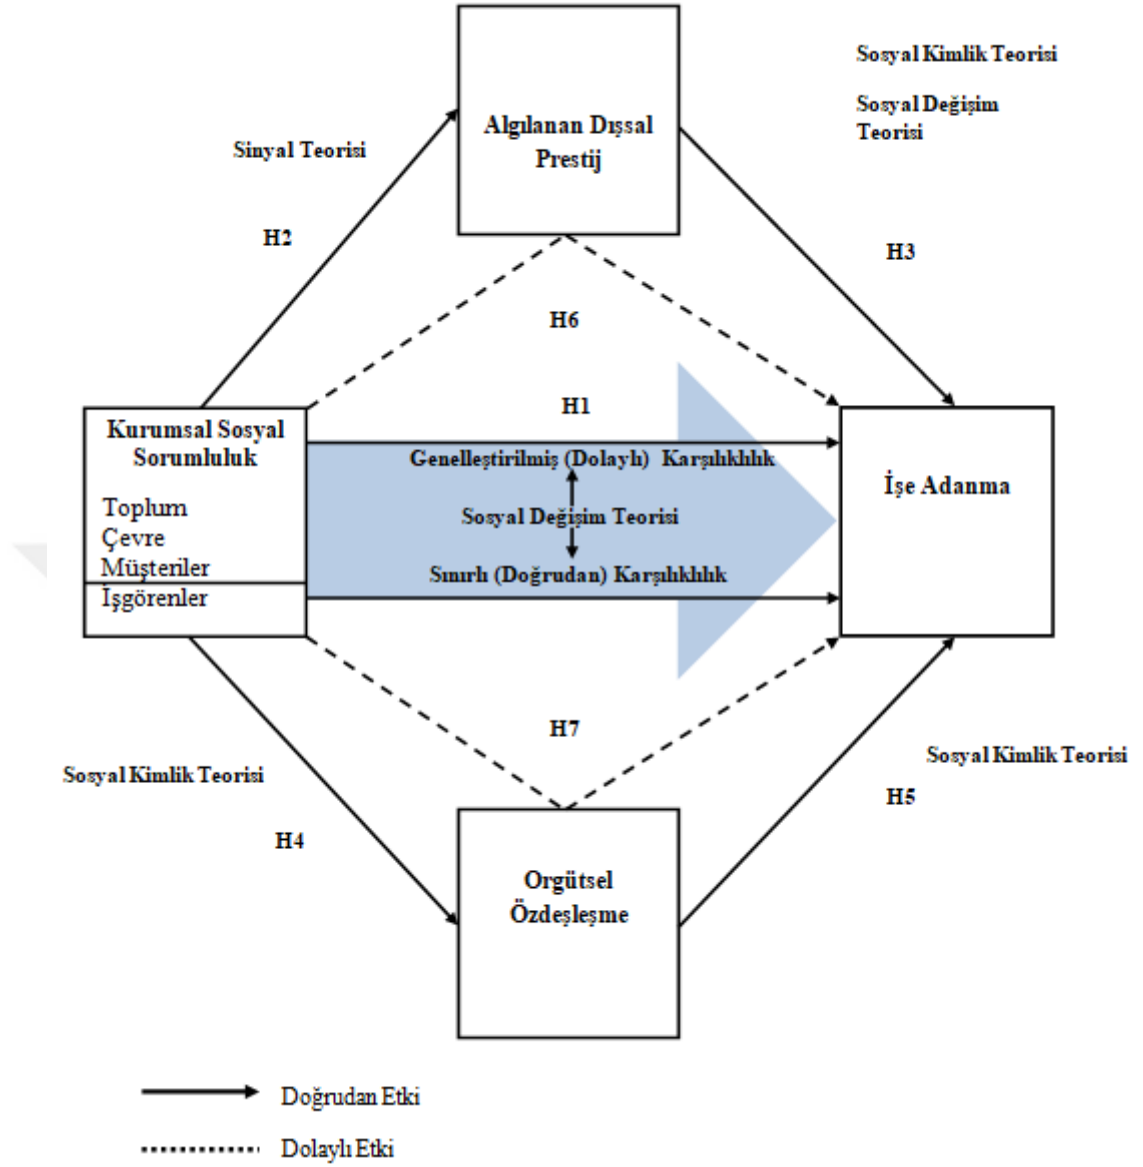 Sosyal Kimlik Teorisi
Sosyal Değişim
Teorisi
Algılanan Dışsal
Prestij
Sinyal Teorisi
H2
H3
H6
H1
Kurumsal Sosyal
Sorumluluk
Toplum
Çevre
Müşteriler
İşgörenler
Genelleştirilmiş (Dolaylı) Karşılıklılık
Sosyal Değişim Teorisi
Sınırlı (Doğrudan) Karşılıklılık
İşe Adanma
H7
Sosyal Kimlik Teorisi
H4
Sosyal Kimlik Teorisi
H5
Orgütsel
Özdeşleşme
Doğrudan Etki
Dolaylı Etki